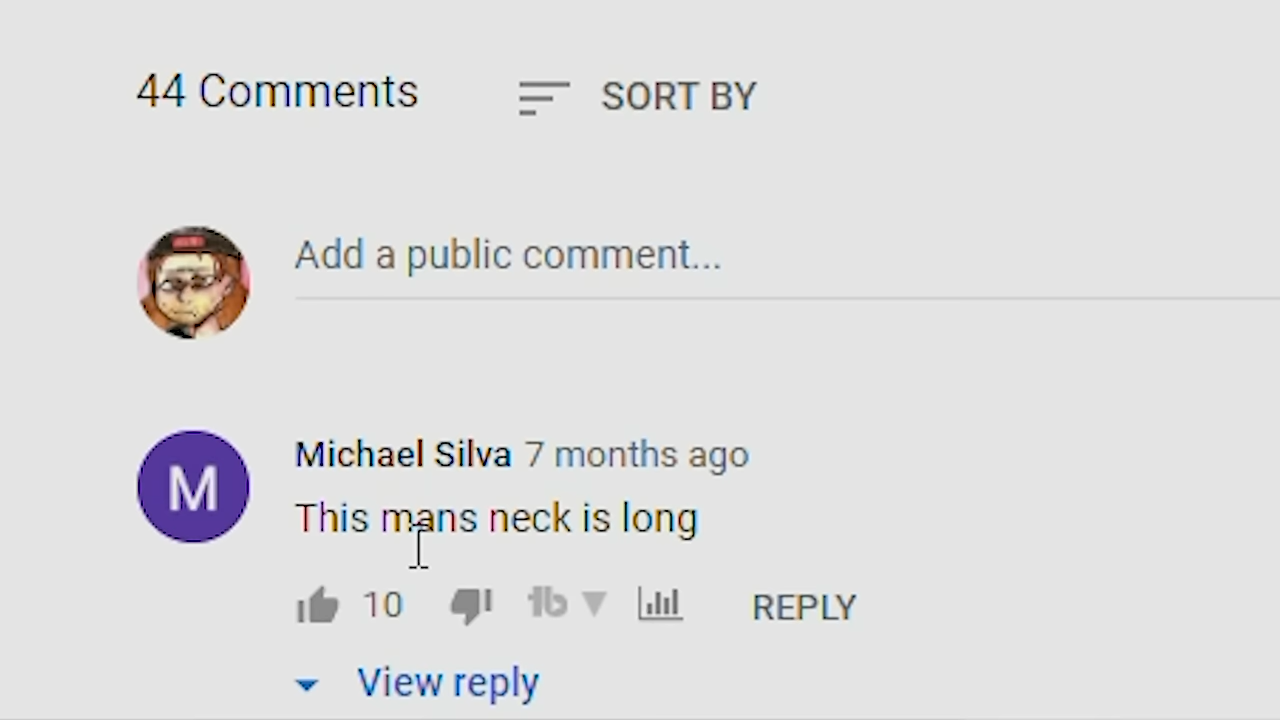 44 Comments SORT BY
Add a public comment...
M
Michael Silva 7 months ago
This mans neck is long
10 tb REPLY
View reply